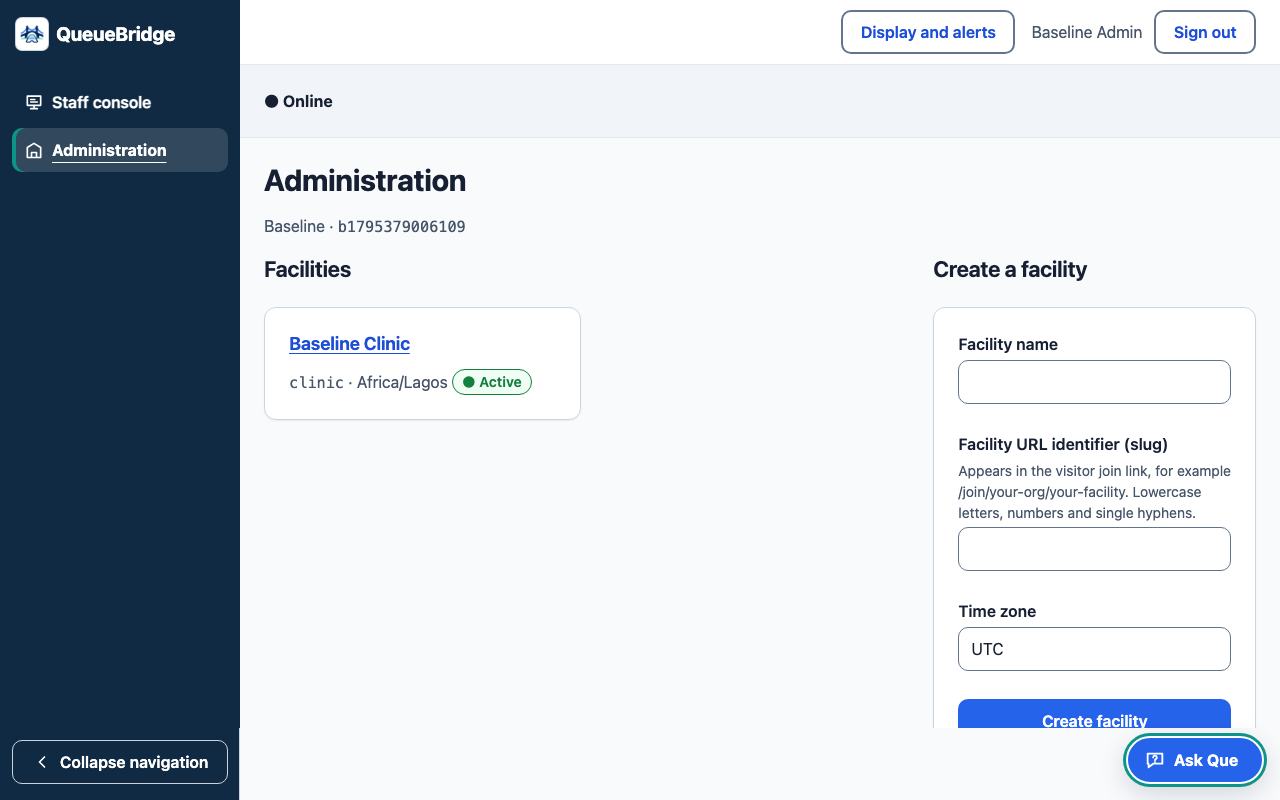 QueueBridge
Staff console
Administration
Collapse navigation
Display and alerts
Baseline Admin
Sign out
Online
Administration
Baseline · b1795379006109
Facilities
Baseline Clinic
clinic · Africa/Lagos Active
Create a facility
Facility name
Facility URL identifier (slug)
Appears in the visitor join link, for example
/join/your-org/your-facility. Lowercase
letters, numbers and single hyphens.
Time zone
UTC
Create facility
Ask Que